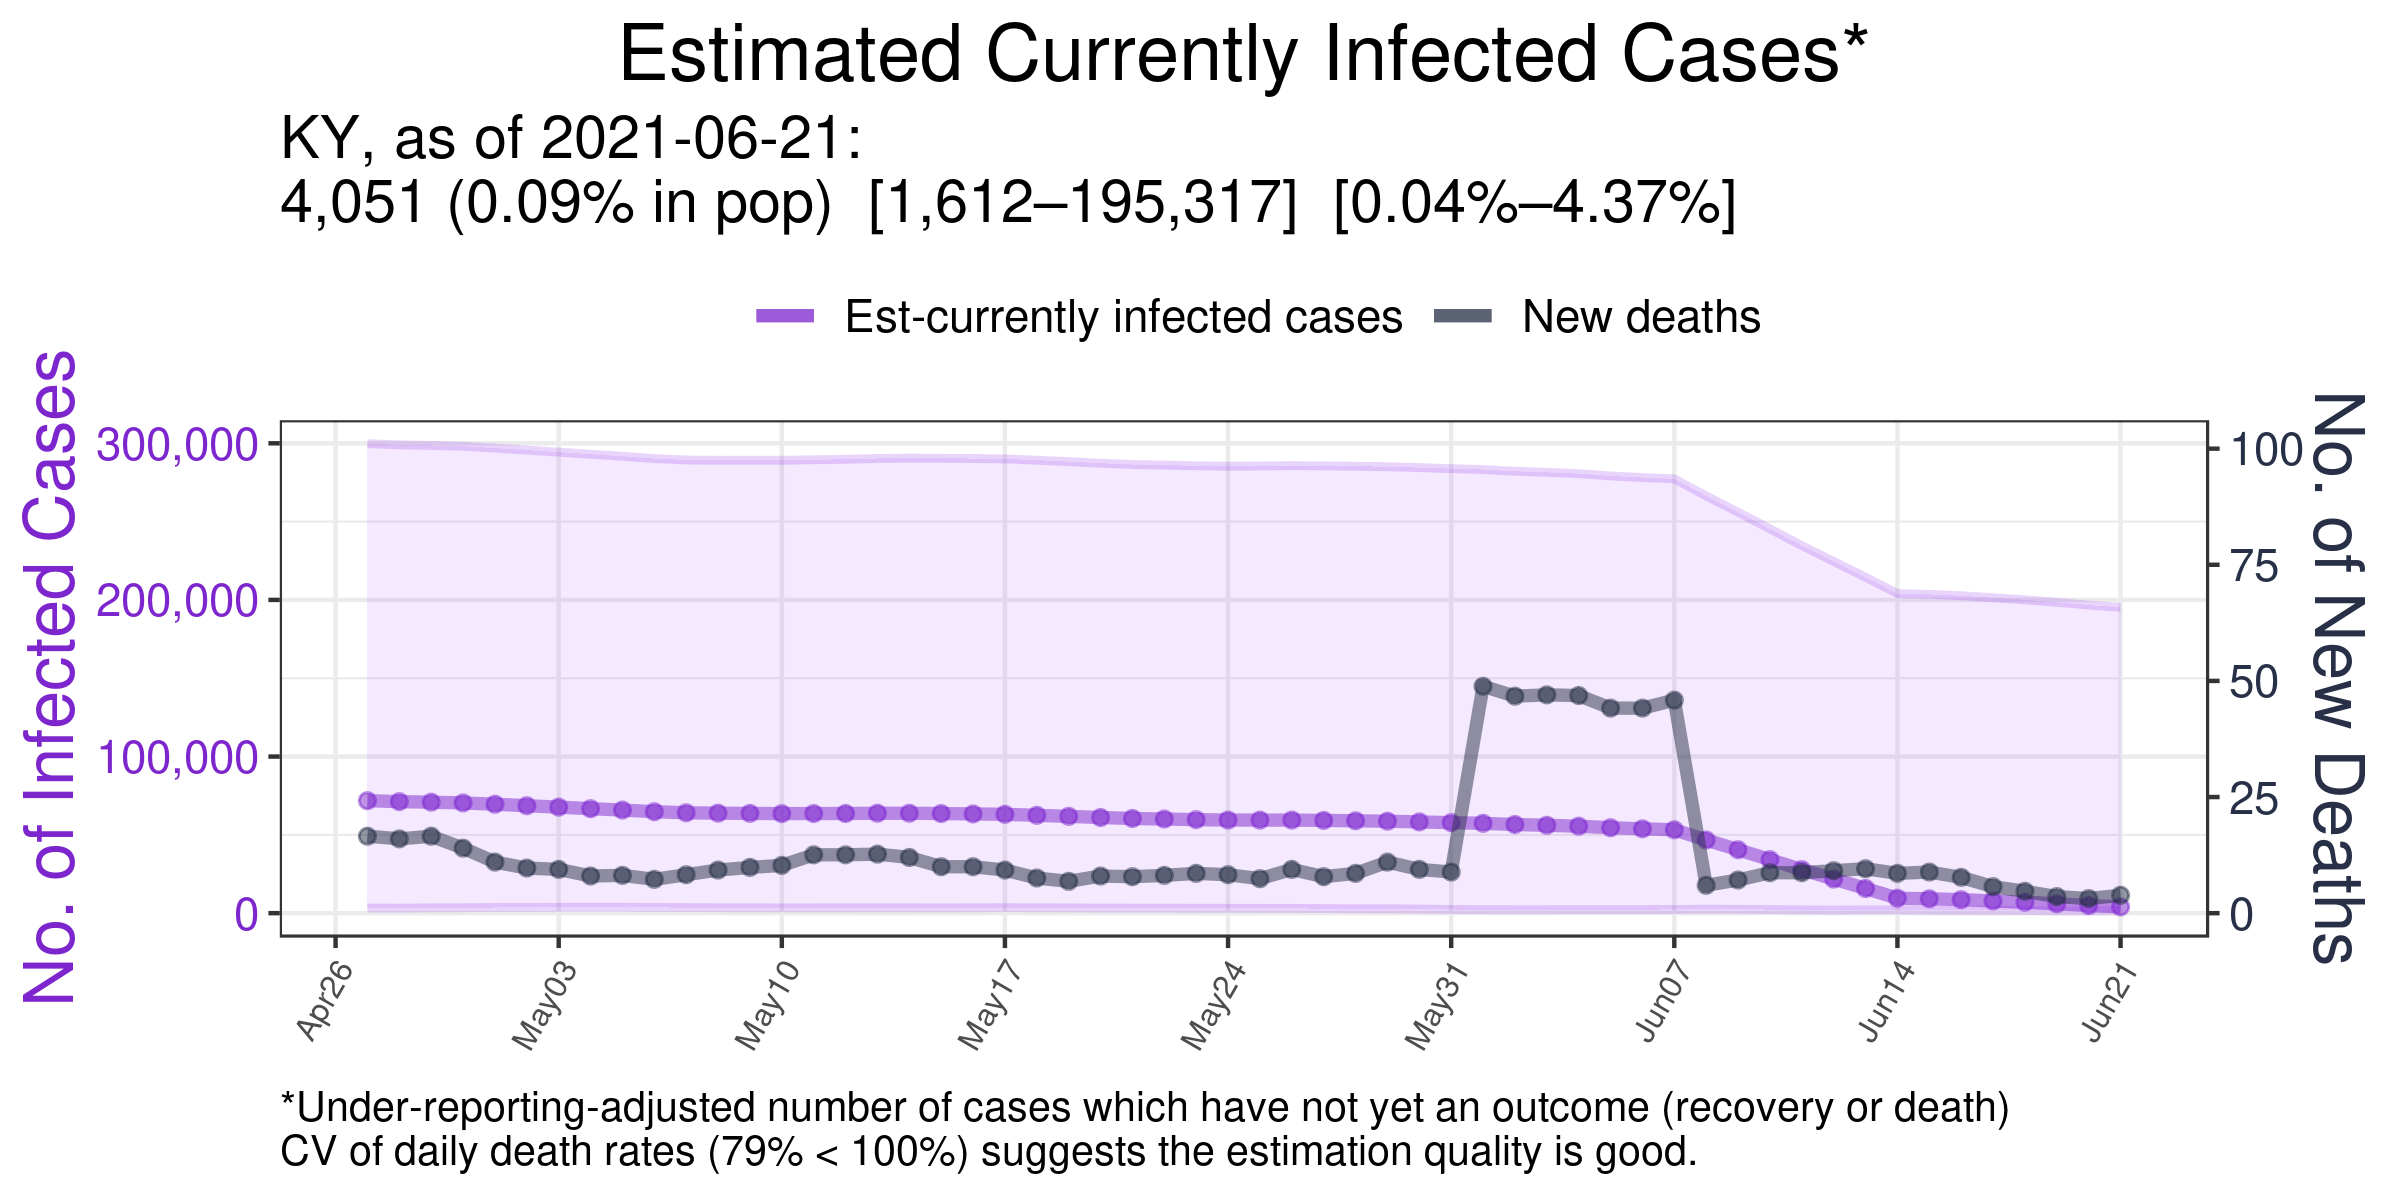 Estimated Currently Infected Cases*
KY, as of 2021-06-21:
4,051 (0.09% in pop)  [1,612–195,317]  [0.04%–4.37%]
Est-currently infected cases
New deaths
No. of Infected Cases
300,000
200,000
100,000
0
100
75
50
25
0
No. of New Deaths
Apr26
May03
May10
May17
May24
May31
Jun07
Jun14
Jun21
*Under-reporting-adjusted number of cases which have not yet an outcome (recovery or death)
CV of daily death rates (79% < 100%) suggests the estimation quality is good.